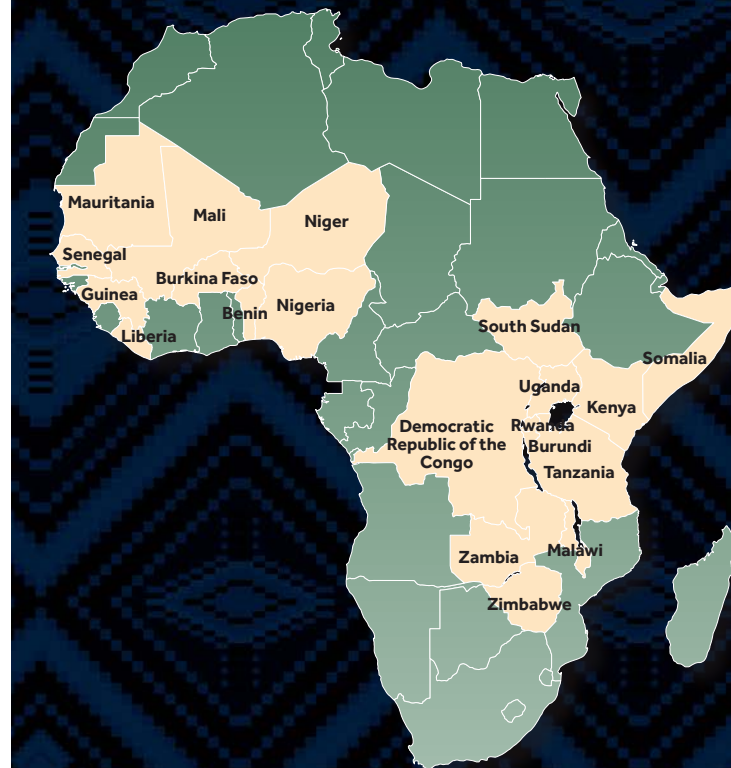 Mauritania
Mali
Niger
Senegal
Burkina Faso
Guinea
Nigeria
Benin
Liberia
South Sudan
Somalia
Uganda
Kenya
Rwanda
Democratic
Republic of the
Congo
Burundi
Tanzania
Zambia
Malawi
Zimbabwe